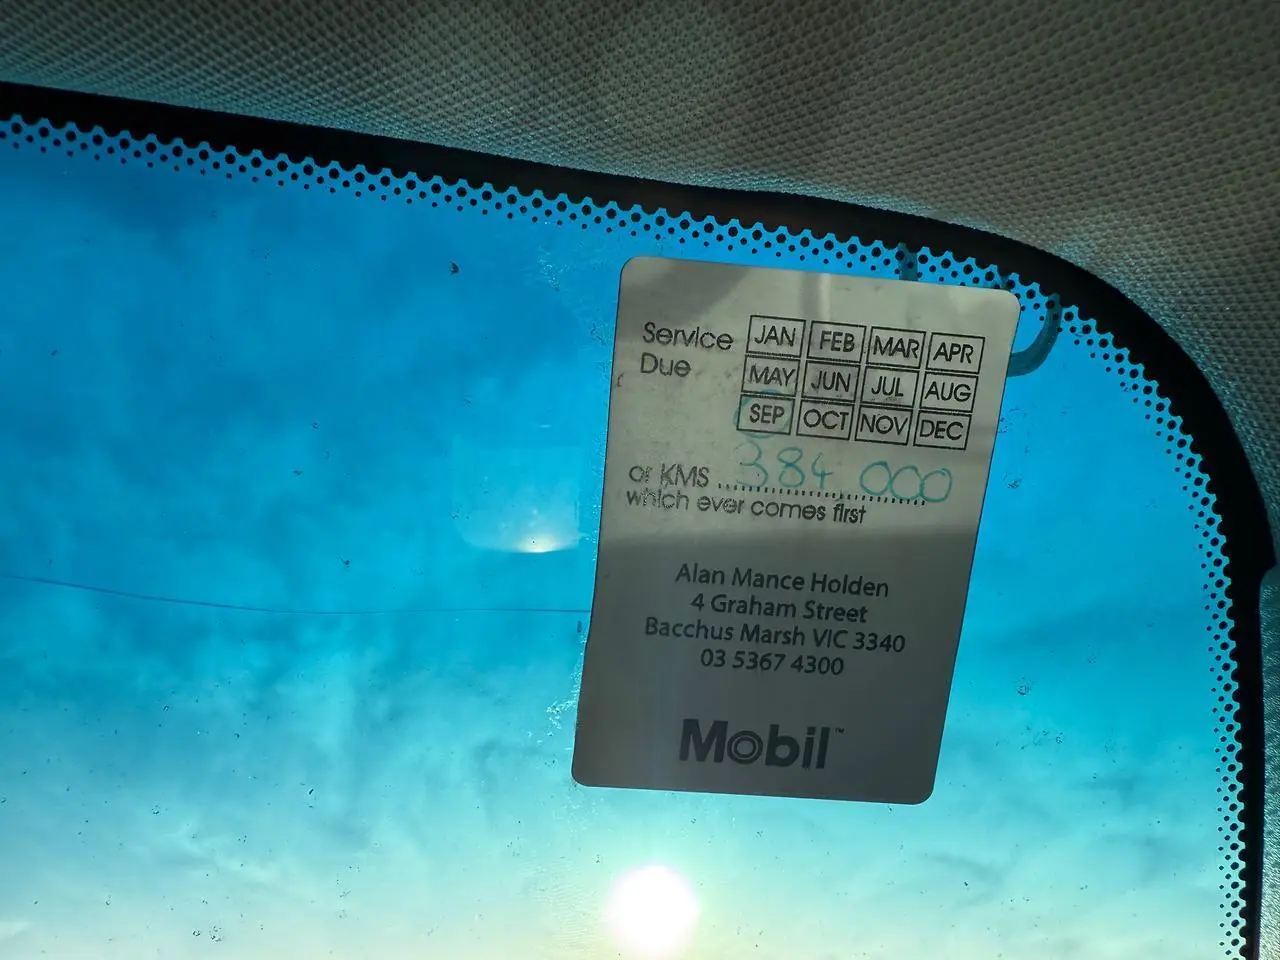 Service Due
JAN FEB MAR APR
MAY JUN JUL AUG
SEP OCT NOV DEC
or KMS 384 000
which ever comes first
Alan Mance Holden
4 Graham Street
Bacchus Marsh VIC 3340
03 5367 4300
Mobil™